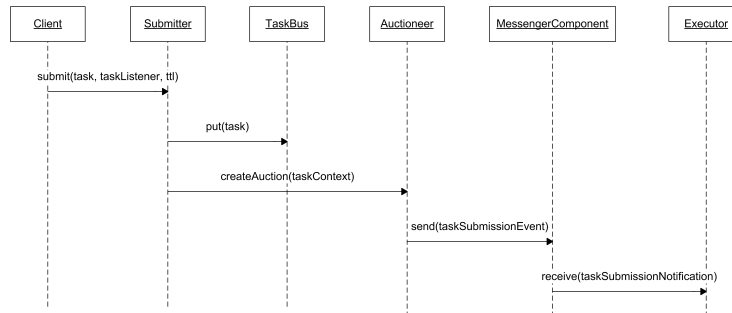 Client
Submitter
TaskBus
Auctioneer
MessengerComponent
Executor
submit(task, taskListener, ttl)
put(task)
createAuction(taskContext)
send(taskSubmissionEvent)
receive(taskSubmissionNotification)